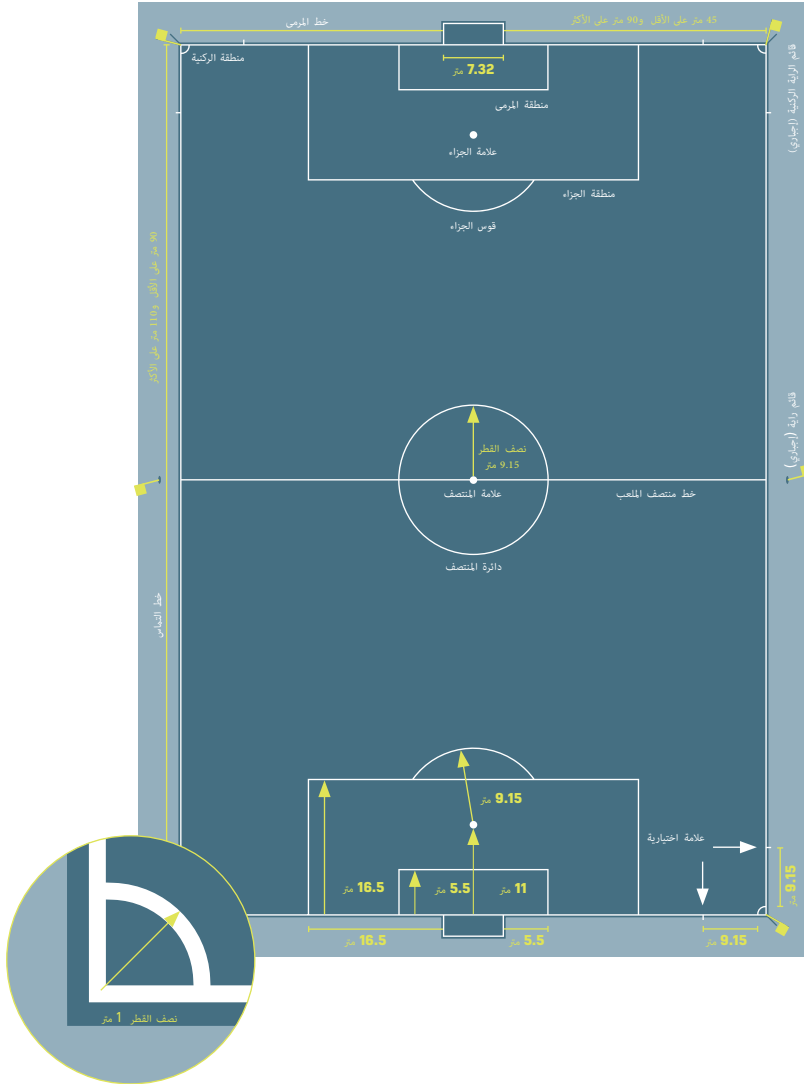 خط المرمى
45 متر على الأقل و90 متر على الأكثر
منطقة الركنية
7.32 متر
قائم الراية الركنية (إجباري)
منطقة المرمى
علامة الجزاء
منطقة الجزاء
قوس الجزاء
90 متر على الأقل و110 متر على الأكثر
قائم راية (إجباري)
نصف القطر
9.15 متر
علامة المنتصف
خط منتصف الملعب
دائرة المنتصف
خط التماس
9.15 متر
علامة اختيارية
16.5 متر
5.5 متر
11 متر
9.15 متر
16.5 متر
5.5 متر
9.15 متر
نصف القطر 1 متر